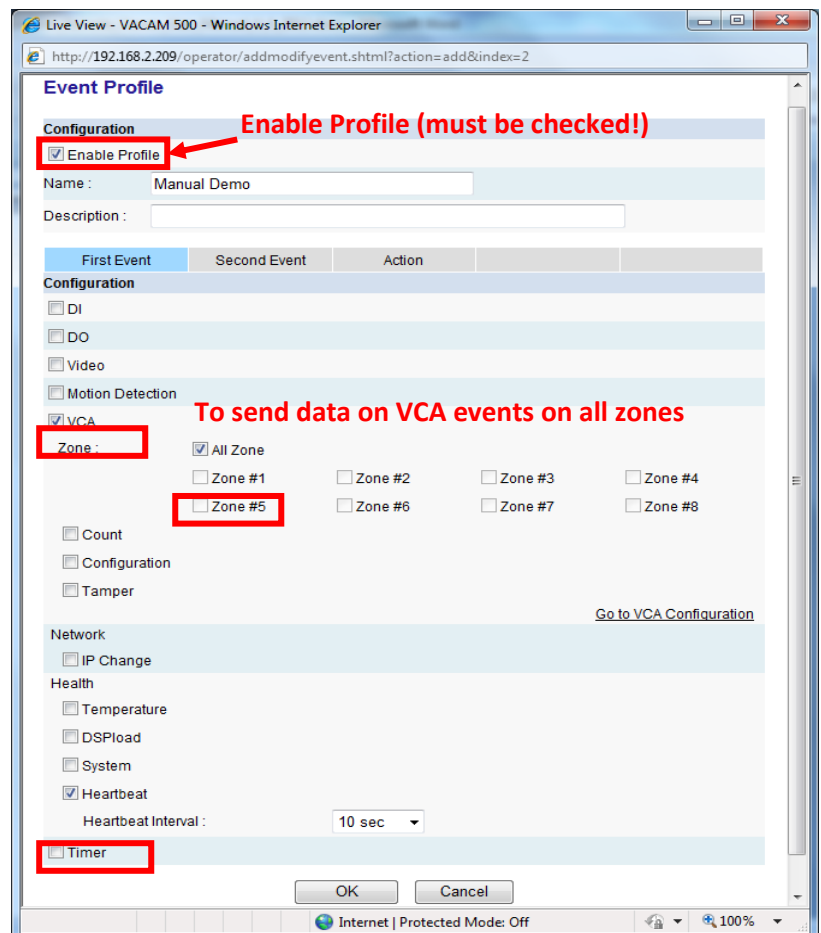 Live View - VACAM 500 - Windows Internet Explorer
http://192.168.2.209/operator/addmodifyevent.shtml?action=add&index=2
Event Profile
Enable Profile (must be checked!)
Configuration
Enable Profile
Name : Manual Demo
Description :
First Event Second Event Action
Configuration
DI
DO
Video
Motion Detection
To send data on VCA events on all zones
VCA
Zone : All Zone
Zone #1 Zone #2 Zone #3 Zone #4
Zone #5 Zone #6 Zone #7 Zone #8
Count
Configuration
Tamper
Go to VCA Configuration
Network
IP Change
Health
Temperature
DSPload
System
Heartbeat
Heartbeat Interval : 10 sec
Timer
OK Cancel
Internet | Protected Mode: Off 100%